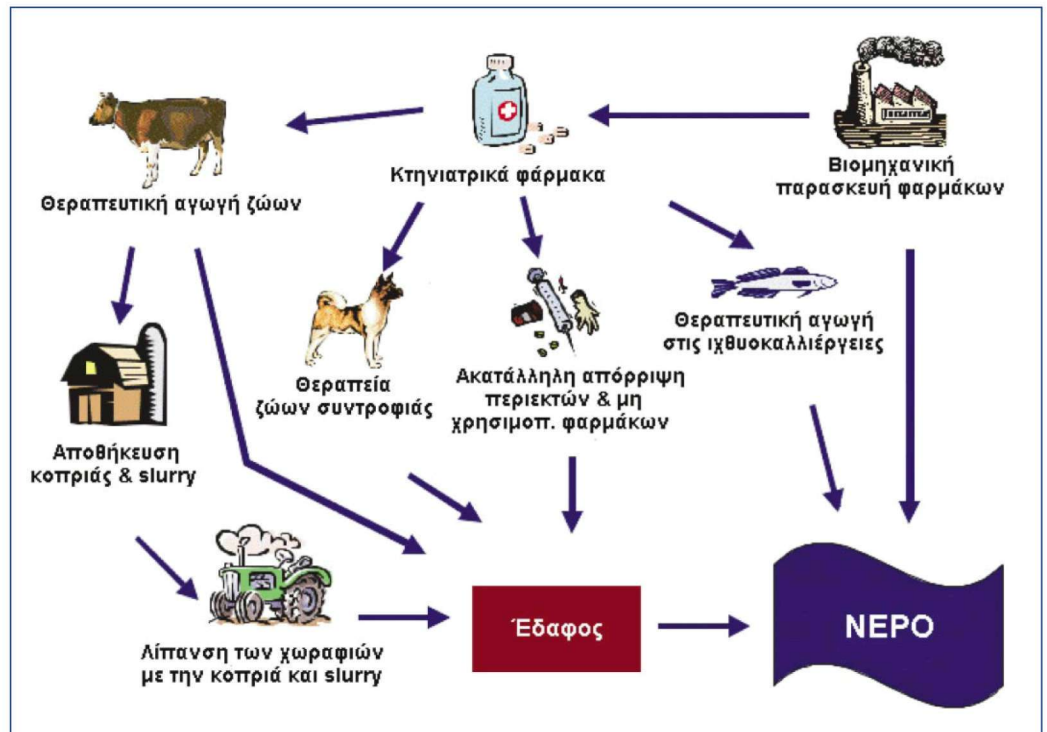 Κτηνιατρικά φάρμακα
Βιομηχανική
παρασκευή φαρμάκων
Θεραπευτική αγωγή ζώων
Θεραπεία
ζώων συντροφιάς
Ακατάλληλη απόρριψη
περιεκτών & μη
χρησιμοπ. φαρμάκων
Θεραπευτική αγωγή
στις ιχθυοκαλλιέργειες
Αποθήκευση
κοπριάς & slurry
Λίπανση των χωραφιών
με την κοπριά και slurry
Έδαφος
ΝΕΡΟ